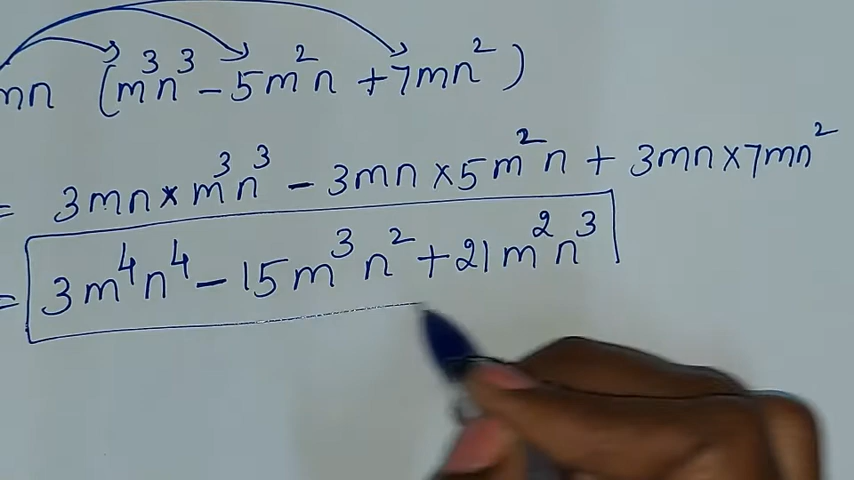 mn (m³n³ - 5m²n + 7mn²)
= 3mn × m³n³ - 3mn × 5m²n + 3mn × 7mn²
= 3m⁴n⁴ - 15m³n² + 21m²n³